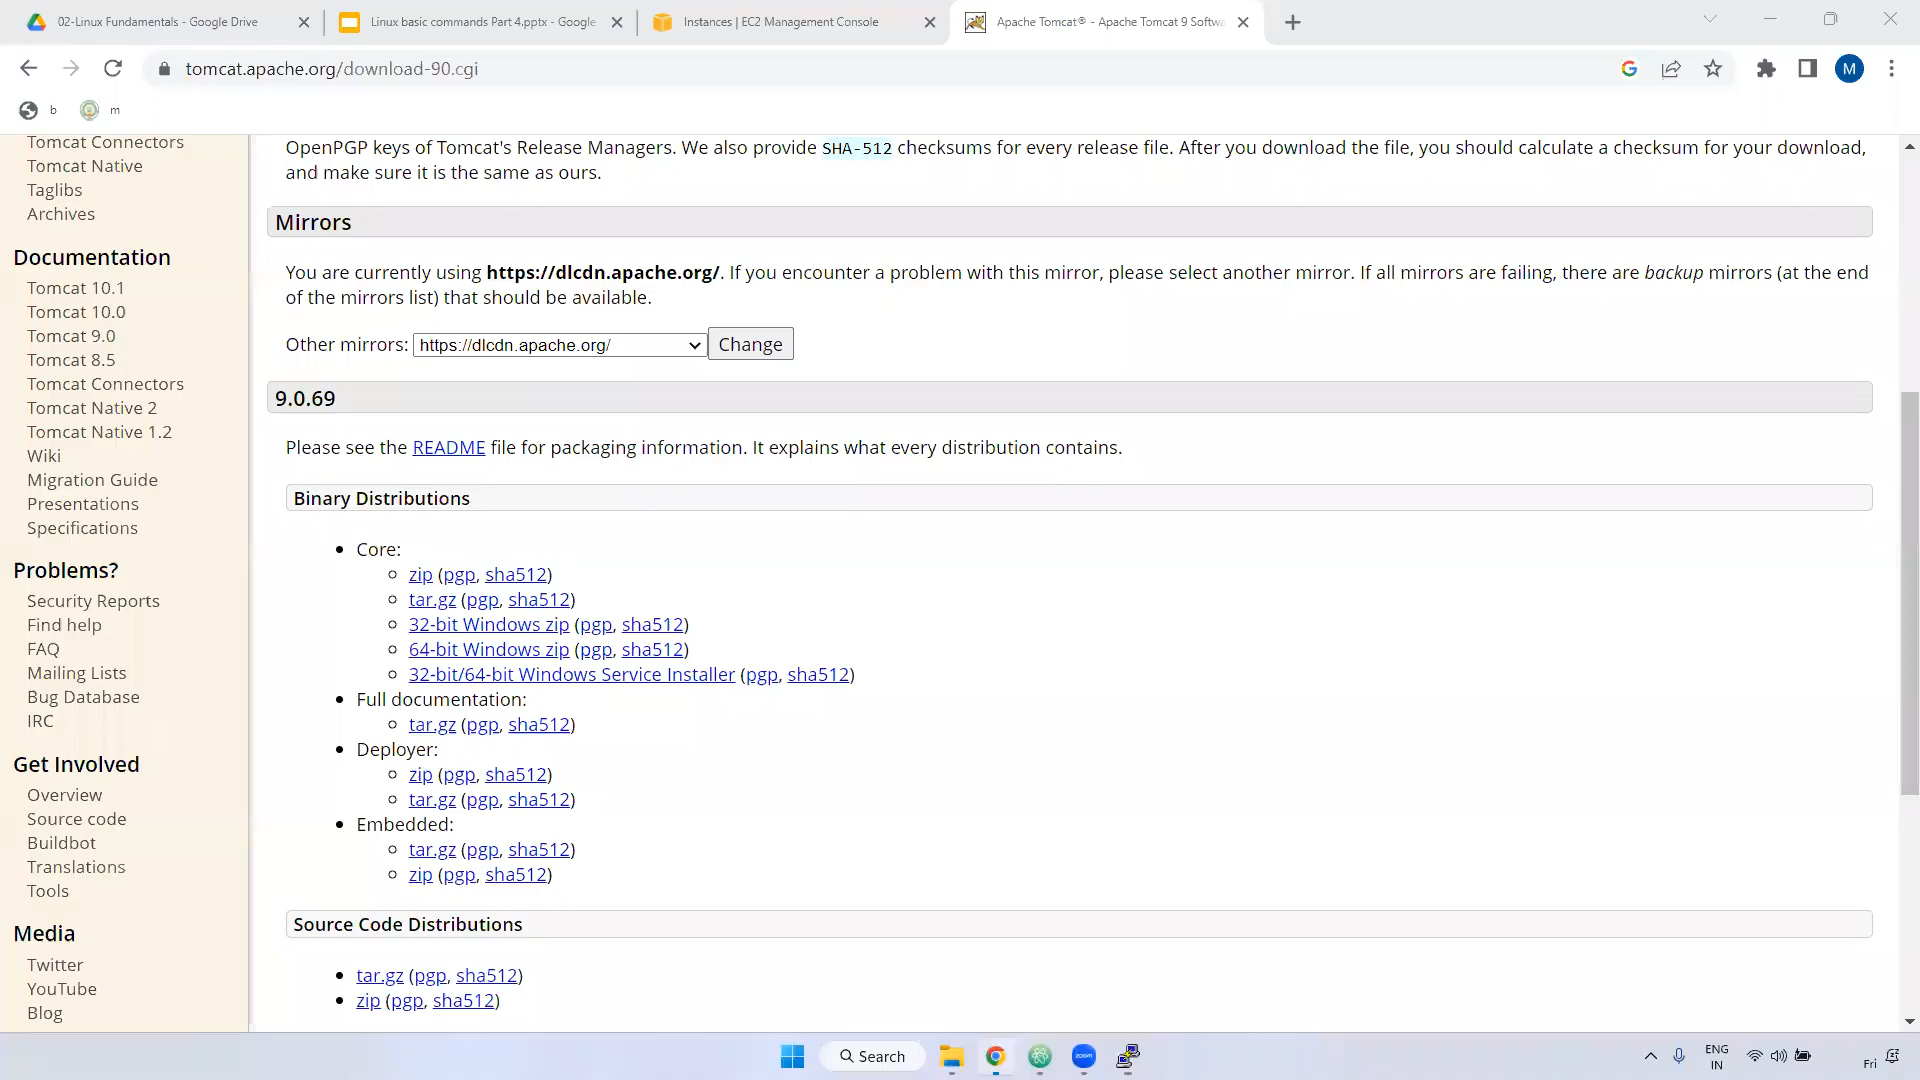 02-Linux Fundamentals - Google Drive
Linux basic commands Part 4.pptx - Google
Instances | EC2 Management Console
Apache Tomcat® - Apache Tomcat 9 Softwa
tomcat.apache.org/download-90.cgi
M
b
m
Tomcat Connectors
Tomcat Native
Taglibs
Archives
Documentation
Tomcat 10.1
Tomcat 10.0
Tomcat 9.0
Tomcat 8.5
Tomcat Connectors
Tomcat Native 2
Tomcat Native 1.2
Wiki
Migration Guide
Presentations
Specifications
Problems?
Security Reports
Find help
FAQ
Mailing Lists
Bug Database
IRC
Get Involved
Overview
Source code
Buildbot
Translations
Tools
Media
Twitter
YouTube
Blog
OpenPGP keys of Tomcat's Release Managers. We also provide SHA-512 checksums for every release file. After you download the file, you should calculate a checksum for your download,
and make sure it is the same as ours.
Mirrors
You are currently using https://dlcdn.apache.org/. If you encounter a problem with this mirror, please select another mirror. If all mirrors are failing, there are backup mirrors (at the end
of the mirrors list) that should be available.
Other mirrors: https://dlcdn.apache.org/ Change
9.0.69
Please see the README file for packaging information. It explains what every distribution contains.
Binary Distributions
Core:
zip (pgp, sha512)
tar.gz (pgp, sha512)
32-bit Windows zip (pgp, sha512)
64-bit Windows zip (pgp, sha512)
32-bit/64-bit Windows Service Installer (pgp, sha512)
Full documentation:
tar.gz (pgp, sha512)
Deployer:
zip (pgp, sha512)
tar.gz (pgp, sha512)
Embedded:
tar.gz (pgp, sha512)
zip (pgp, sha512)
Source Code Distributions
tar.gz (pgp, sha512)
zip (pgp, sha512)
Search
zoom
ENG
IN
Fri